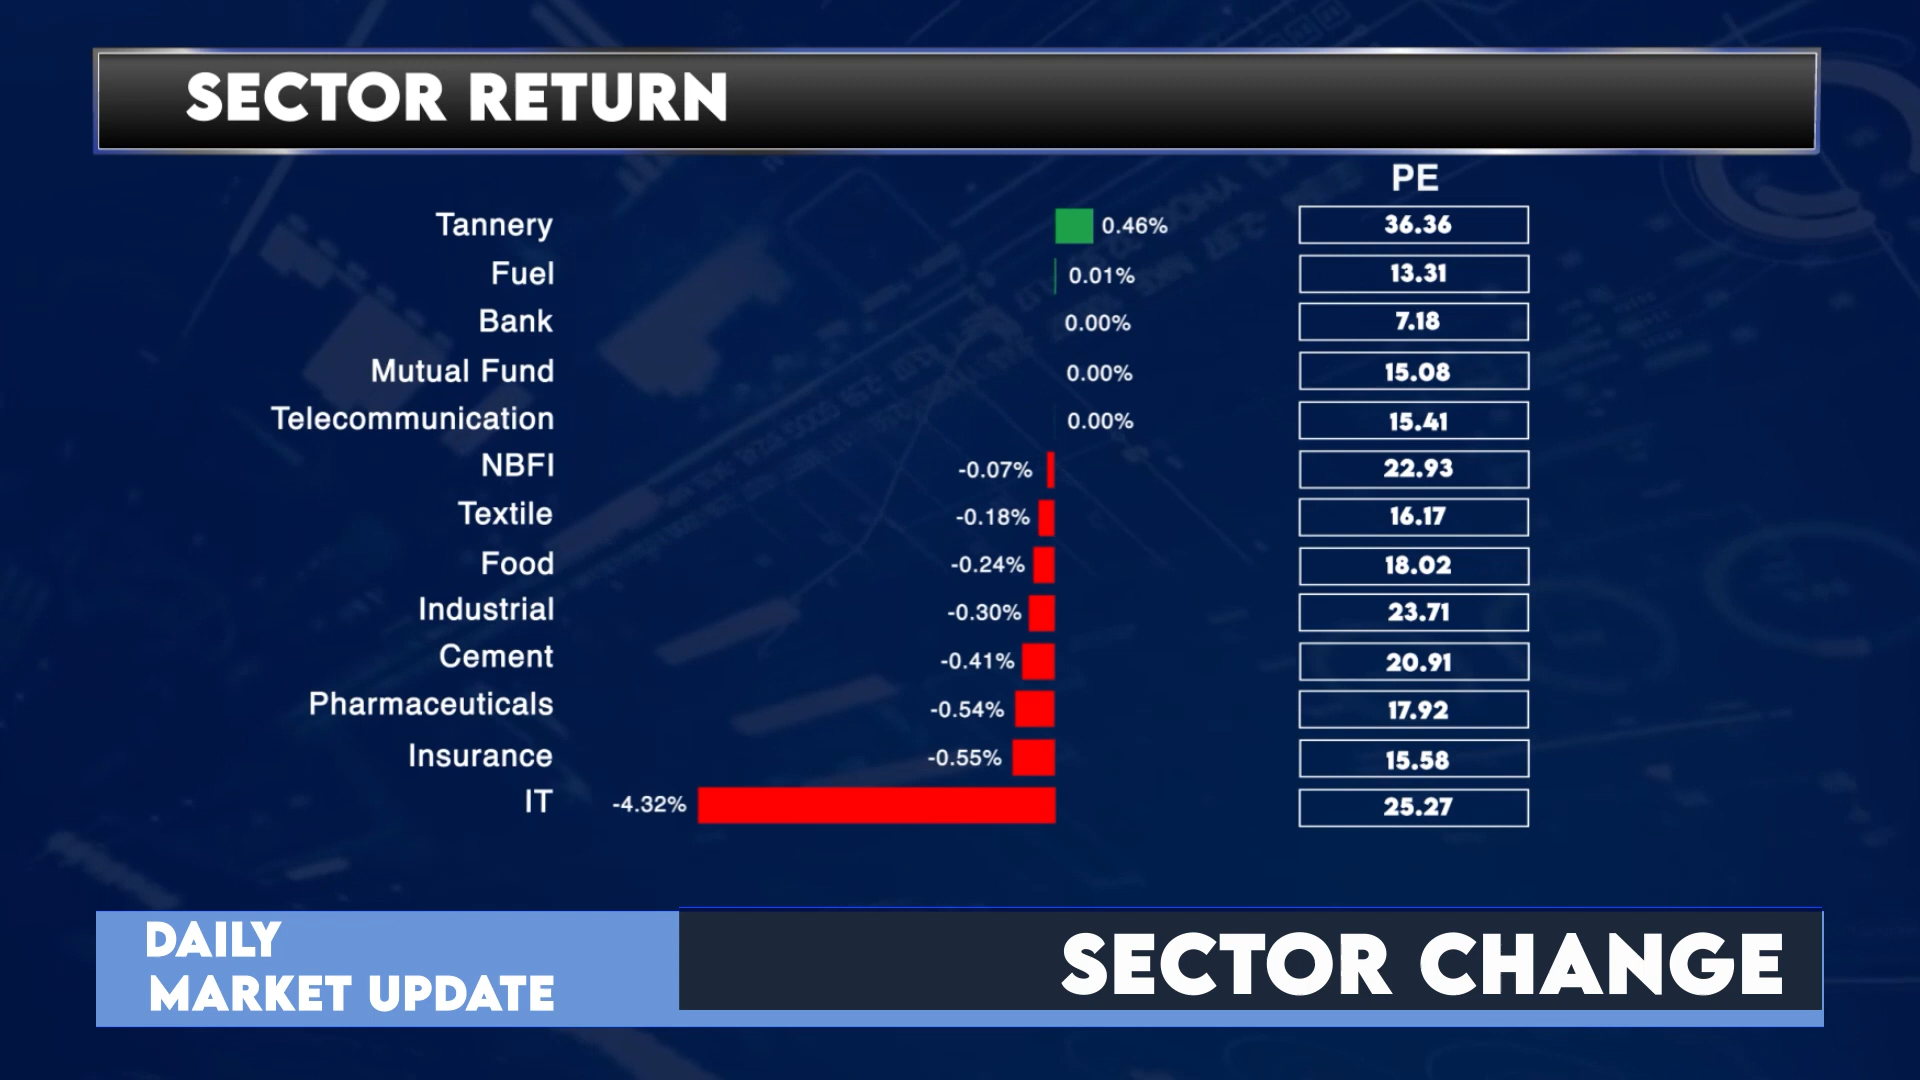 SECTOR RETURN
PE
Tannery 0.46% 36.36
Fuel 0.01% 13.31
Bank 0.00% 7.18
Mutual Fund 0.00% 15.08
Telecommunication 0.00% 15.41
NBFI -0.07% 22.93
Textile -0.18% 16.17
Food -0.24% 18.02
Industrial -0.30% 23.71
Cement -0.41% 20.91
Pharmaceuticals -0.54% 17.92
Insurance -0.55% 15.58
IT -4.32% 25.27
DAILY
MARKET UPDATE
SECTOR CHANGE